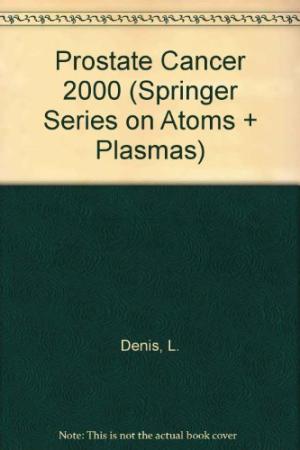 Prostate Cancer
2000 (Springer
Series on Atoms +
Plasmas)
Denis, L.
Note: This is not the actual book cover